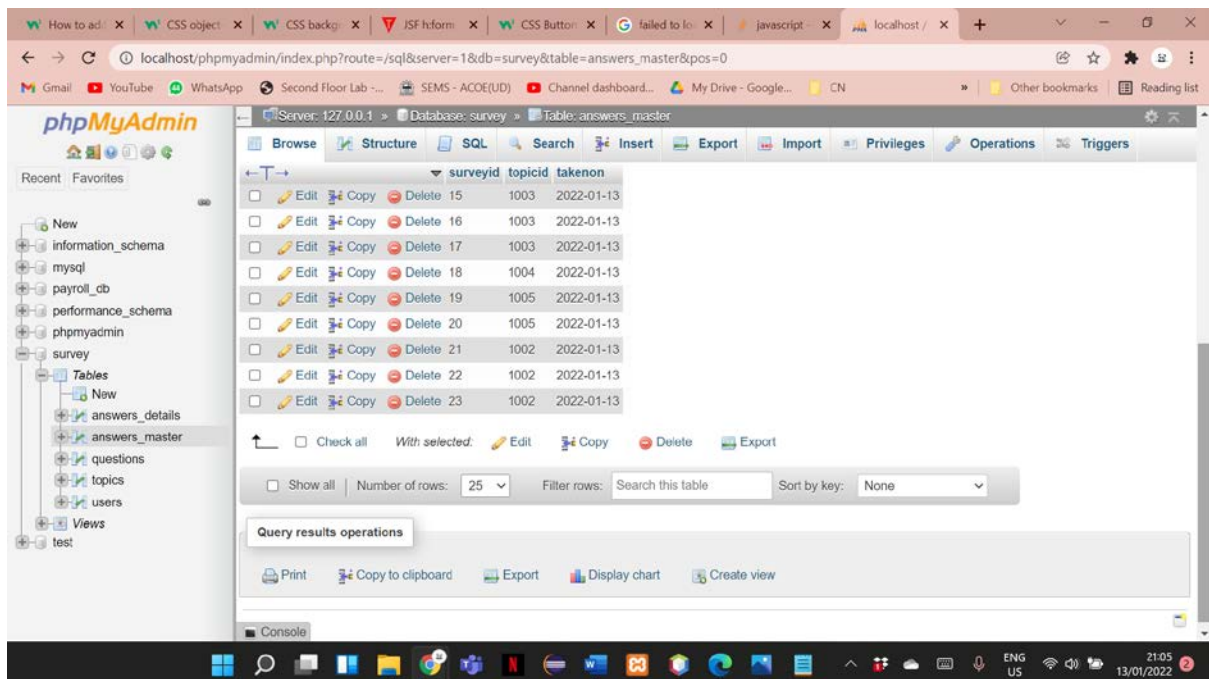 How to ad
CSS object
CSS backg
JSF h:form
CSS Button
failed to lo
javascript -
localhost /
localhost/phpmyadmin/index.php?route=/sql&server=1&db=survey&table=answers_master&pos=0
Gmail YouTube WhatsApp Second Floor Lab -... SEMS - ACOE(UD) Channel dashboard... My Drive - Google... CN » Other bookmarks Reading list
phpMyAdmin
Recent Favorites
New
information_schema
mysql
payroll_db
performance_schema
phpmyadmin
survey
Tables
New
answers_details
answers_master
questions
topics
users
Views
test
Server: 127.0.0.1 » Database: survey » Table: answers_master
Browse Structure SQL Search Insert Export Import Privileges Operations Triggers
←T→ surveyid topicid takenon
Edit Copy Delete 15 1003 2022-01-13
Edit Copy Delete 16 1003 2022-01-13
Edit Copy Delete 17 1003 2022-01-13
Edit Copy Delete 18 1004 2022-01-13
Edit Copy Delete 19 1005 2022-01-13
Edit Copy Delete 20 1005 2022-01-13
Edit Copy Delete 21 1002 2022-01-13
Edit Copy Delete 22 1002 2022-01-13
Edit Copy Delete 23 1002 2022-01-13
Check all With selected: Edit Copy Delete Export
Show all Number of rows: 25 Filter rows: Search this table Sort by key: None
Query results operations
Print Copy to clipboard Export Display chart Create view
Console
ENG
US
21:05
13/01/2022
2